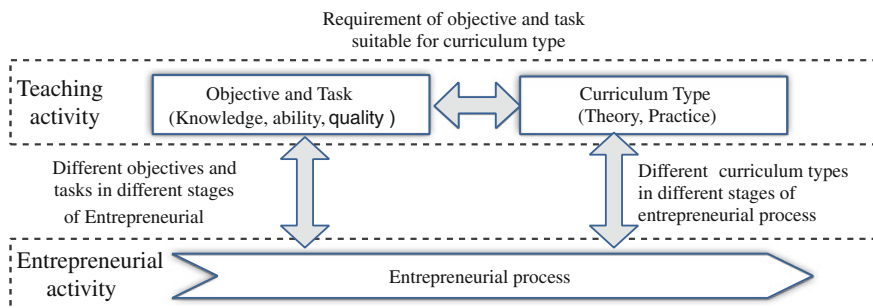 Requirement of objective and task
suitable for curriculum type
Teaching
activity
Objective and Task
(Knowledge, ability, quality )
Curriculum Type
(Theory, Practice)
Different objectives and
tasks in different stages
of Entrepreneurial
Different curriculum types
in different stages of
entrepreneurial process
Entrepreneurial
activity
Entrepreneurial process